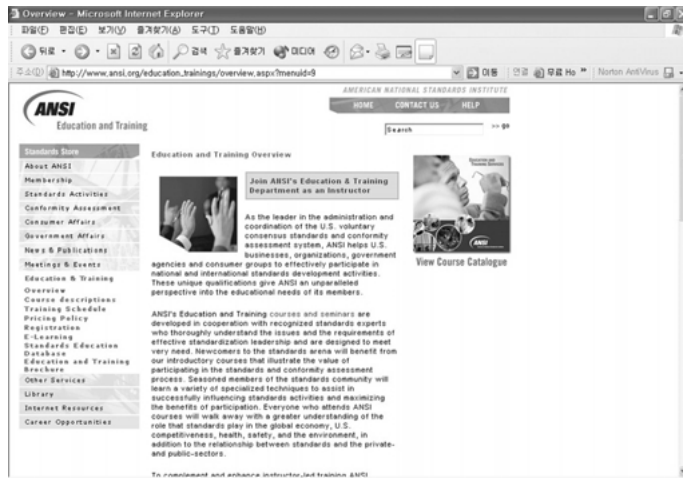 Overview - Microsoft Internet Explorer
파일(F) 편집(E) 보기(V) 즐겨찾기(A) 도구(T) 도움말(H)
뒤로 검색 즐겨찾기 미디어
주소(D) http://www.ansi.org/education_trainings/overview.aspx?menuid=9 이동 연결 무료 Ho » Norton AntiVirus
AMERICAN NATIONAL STANDARDS INSTITUTE
HOME CONTACT US HELP
ANSI
Education and Training
Search >> go
Standards Store
About ANSI
Membership
Standards Activities
Conformity Assessment
Consumer Affairs
Government Affairs
News & Publications
Meetings & Events
Education & Training
Overview
Course descriptions
Training Schedule
Pricing Policy
Registration
E-Learning
Standards Education
Database
Education and Training
Brochure
Other Services
Library
Internet Resources
Career Opportunities
Education and Training Overview
Join ANSI's Education & Training
Department as an Instructor
As the leader in the administration and
coordination of the U.S. voluntary
consensus standards and conformity
assessment system, ANSI helps U.S.
businesses, organizations, government
agencies and consumer groups to effectively participate in
national and international standards development activities.
These unique qualifications give ANSI an unparalleled
perspective into the educational needs of its members.
ANSI's Education and Training courses and seminars are
developed in cooperation with recognized standards experts
who thoroughly understand the issues and the requirements of
effective standardization leadership and are designed to meet
very need. Newcomers to the standards arena will benefit from
our introductory courses that illustrate the value of
participating in the standards and conformity assessment
process. Seasoned members of the standards community will
learn a variety of specialized techniques to assist in
successfully influencing standards activities and maximizing
the benefits of participation. Everyone who attends ANSI
courses will walk away with a greater understanding of the
role that standards play in the global economy, U.S.
competitiveness, health, safety, and the environment, in
addition to the relationship between standards and the private-
and public-sectors.
To complement and enhance instructor-led training ANSI
ANSI
View Course Catalogue